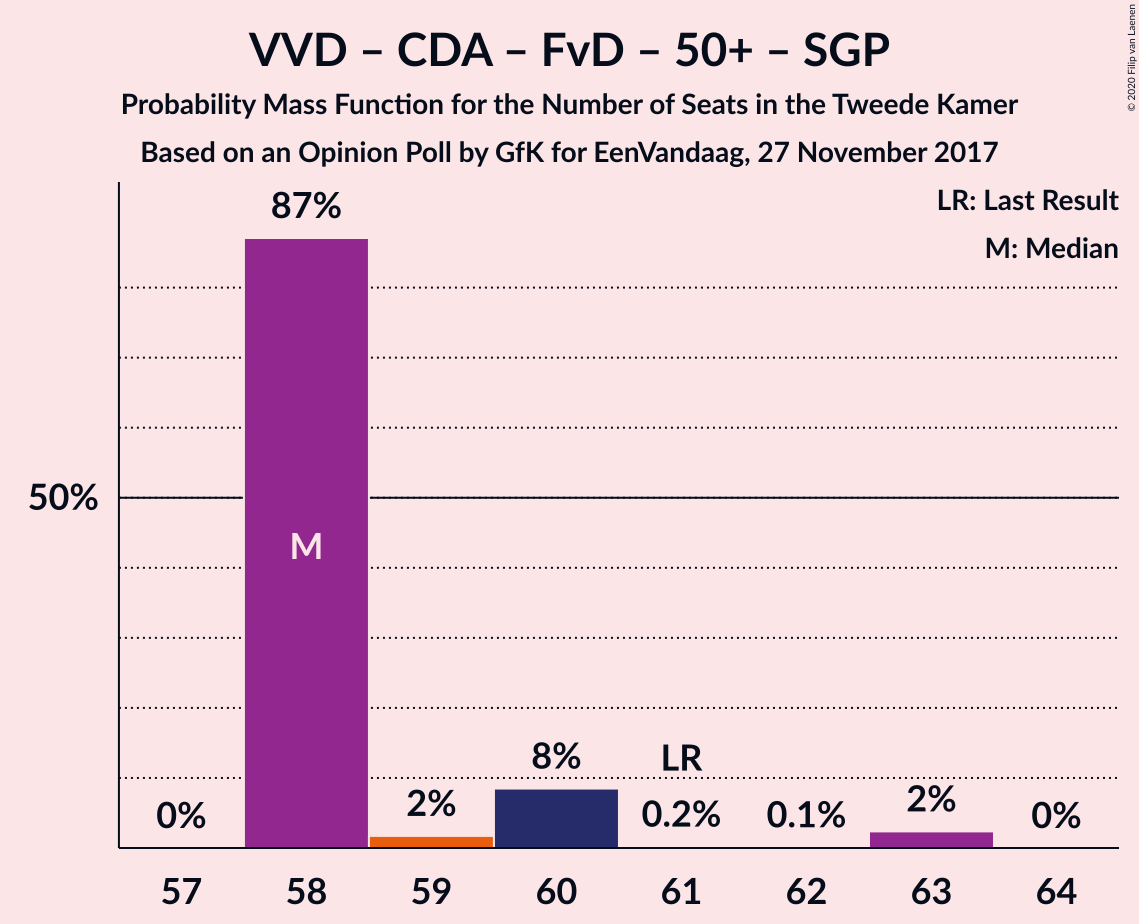 VVD – CDA – FvD – 50+ – SGP
Probability Mass Function for the Number of Seats in the Tweede Kamer
Based on an Opinion Poll by GfK for EenVandaag, 27 November 2017
© 2020 Filip van Laenen
LR: Last Result
M: Median
87%
50%
M
0%
2%
8%
LR
0.2%
0.1%
2%
0%
57 58 59 60 61 62 63 64